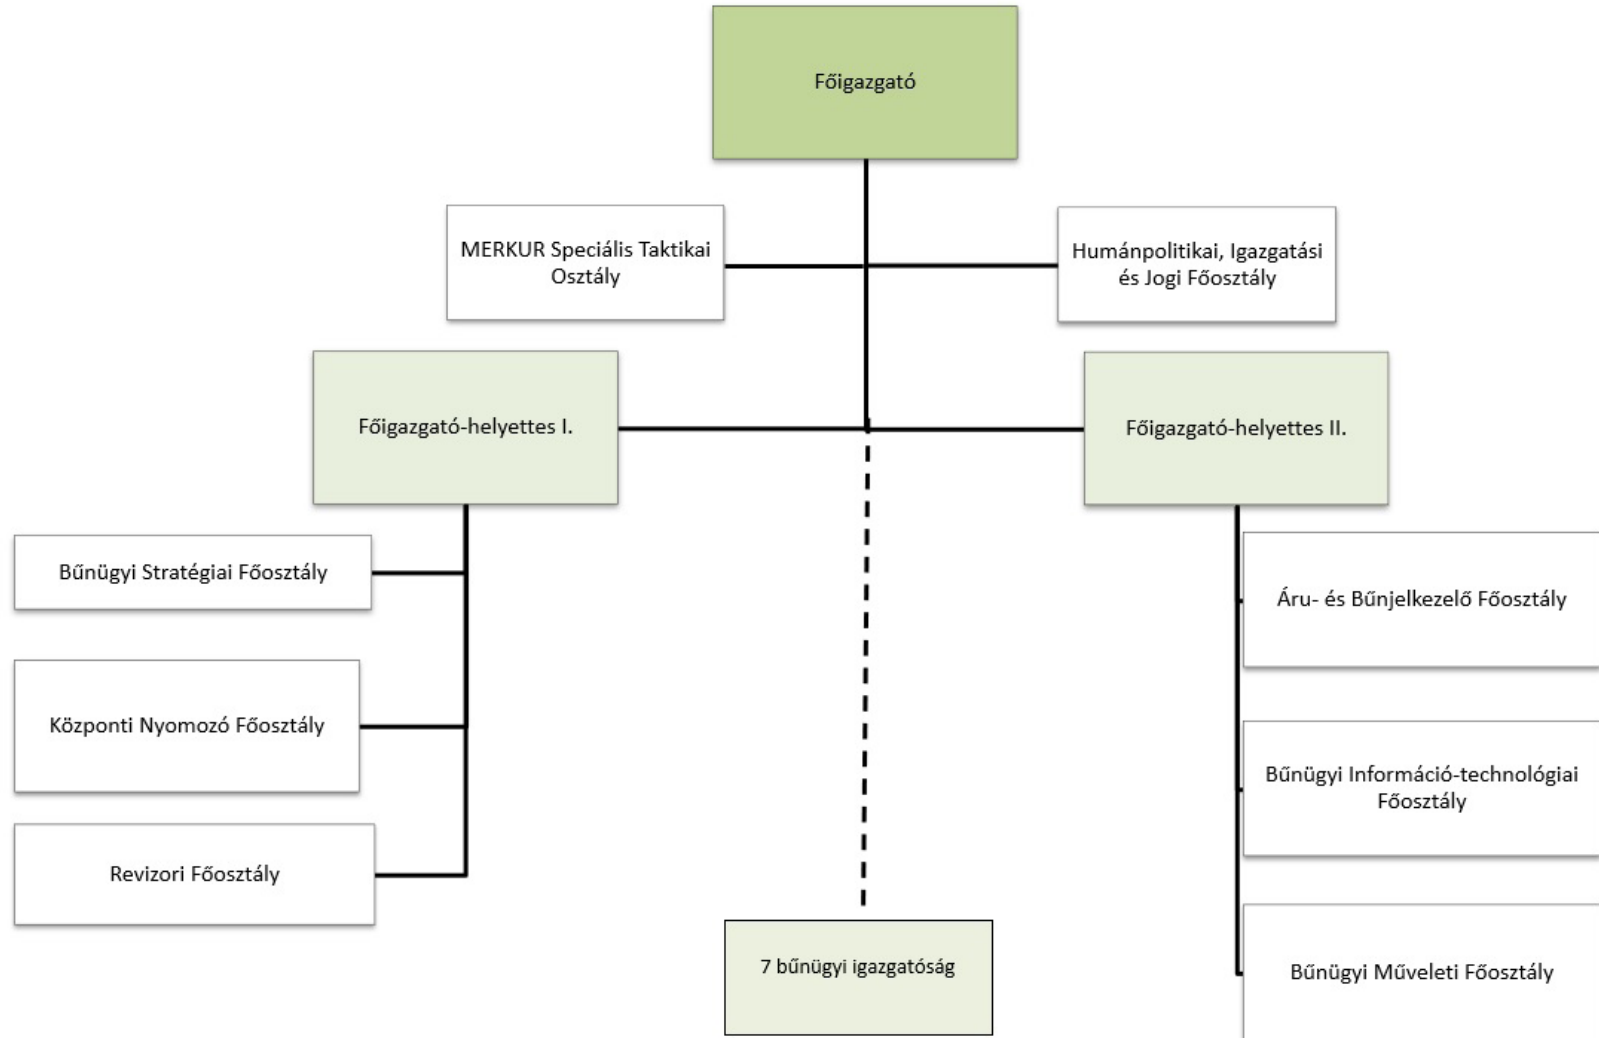 Főigazgató
MERKUR Speciális Taktikai
Osztály
Humánpolitikai, Igazgatási
és Jogi Főosztály
Főigazgató-helyettes I.
Főigazgató-helyettes II.
Bűnügyi Stratégiai Főosztály
Központi Nyomozó Főosztály
Revizori Főosztály
Áru- és Bűnjelkezelő Főosztály
Bűnügyi Információ-technológiai
Főosztály
Bűnügyi Műveleti Főosztály
7 bűnügyi igazgatóság